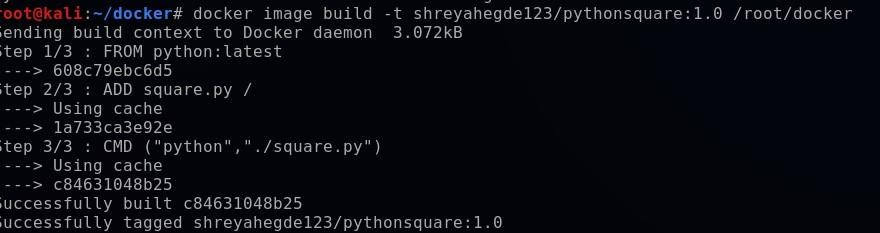 root@kali:~/docker# docker image build -t shreyahegde123/pythonsquare:1.0 /root/docker
Sending build context to Docker daemon  3.072kB
Step 1/3 : FROM python:latest
---> 608c79ebc6d5
Step 2/3 : ADD square.py /
---> Using cache
---> 1a733ca3e92e
Step 3/3 : CMD ("python","./square.py")
---> Using cache
---> c84631048b25
Successfully built c84631048b25
Successfully tagged shreyahegde123/pythonsquare:1.0